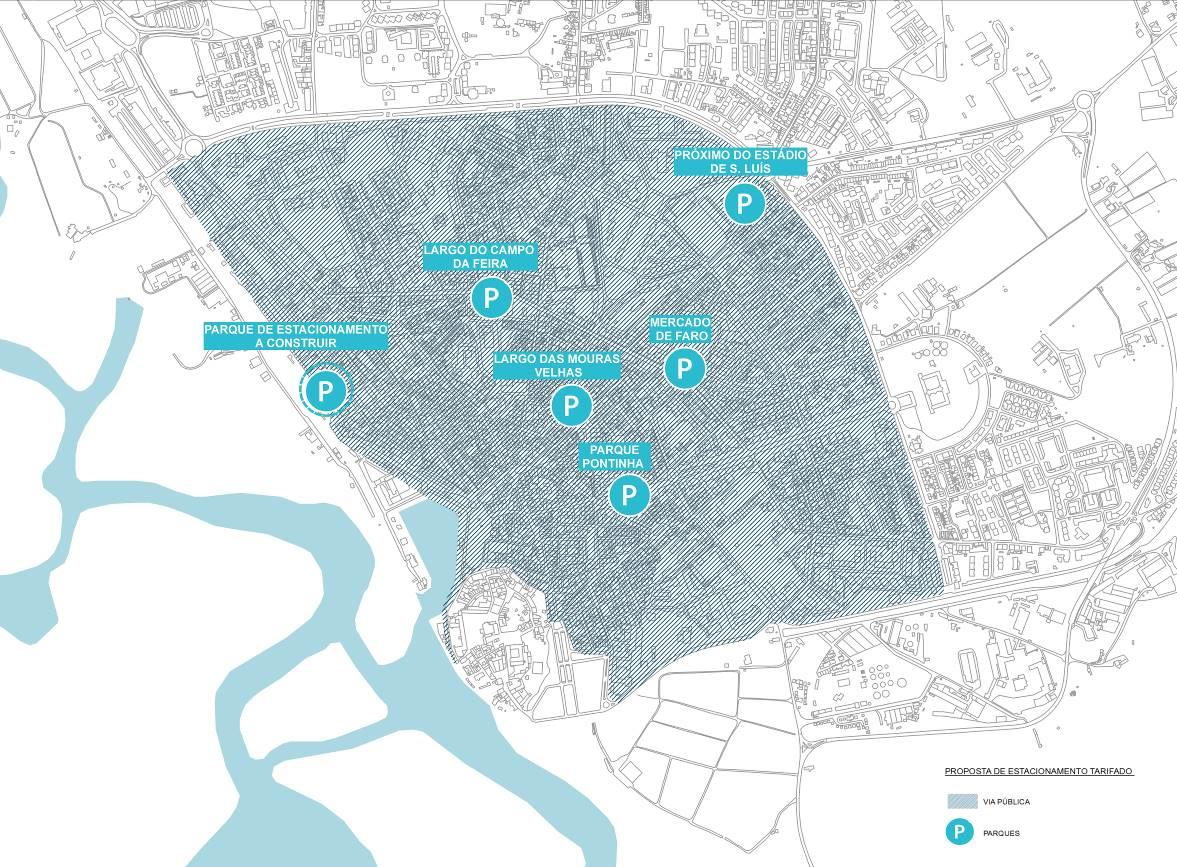 PRÓXIMO DO ESTÁDIO
DE S. LUÍS
P
LARGO DO CAMPO
DA FEIRA
P
PARQUE DE ESTACIONAMENTO
A CONSTRUIR
P
MERCADO
DE FARO
P
LARGO DAS MOURAS
VELHAS
P
PARQUE
PONTINHA
P
PROPOSTA DE ESTACIONAMENTO TARIFADO
VIA PÚBLICA
P
PARQUES